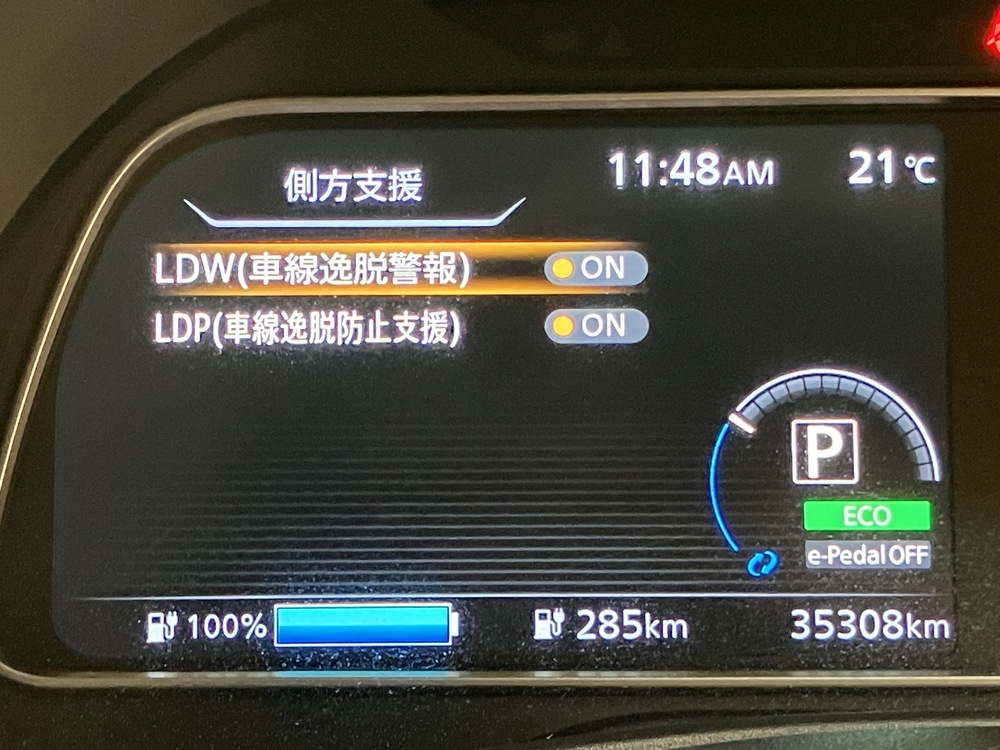 側方支援
11:48AM
21℃
LDW(車線逸脱警報) ON
LDP(車線逸脱防止支援) ON
P
ECO
e-Pedal OFF
100%
285km
35308km